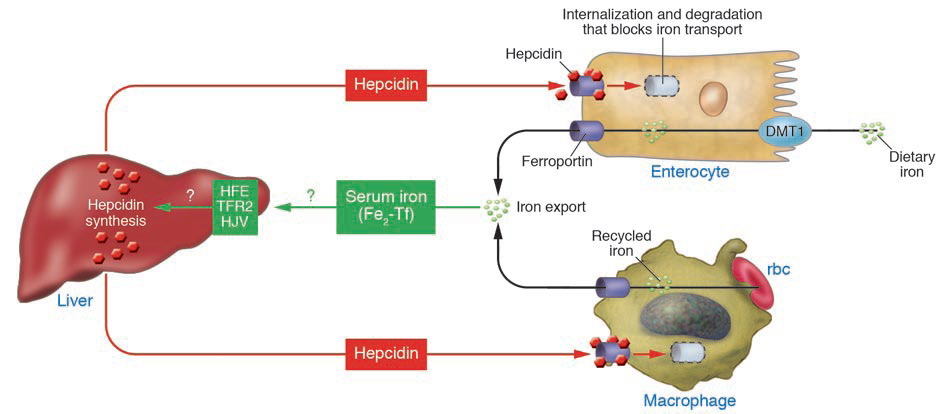 Internalization and degradation
that blocks iron transport
Hepcidin
Hepcidin
DMT1
Ferroportin
Enterocyte
Dietary
iron
HFE
TFR2
HJV
?
?
Serum iron
(Fe2-Tf)
Hepcidin
synthesis
Iron export
Recycled
iron
rbc
Liver
Hepcidin
Macrophage